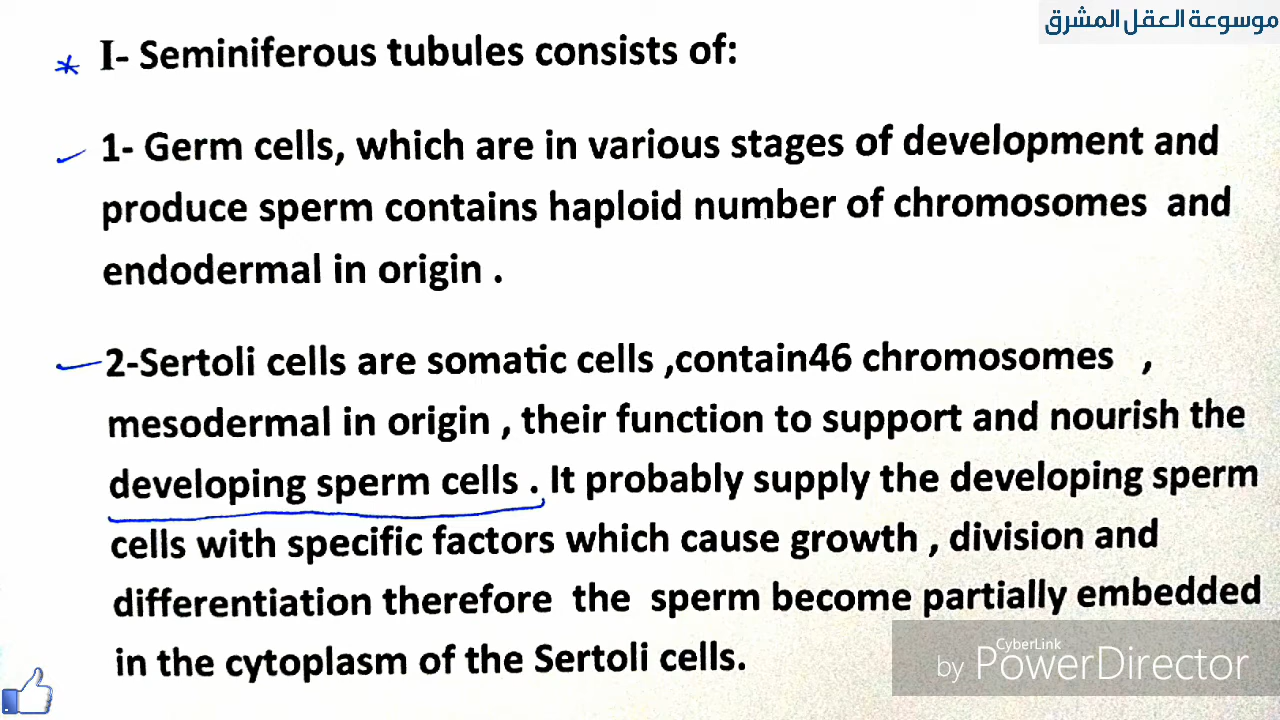 موسوعة العقل المشرق
* I- Seminiferous tubules consists of:
1- Germ cells, which are in various stages of development and
produce sperm contains haploid number of chromosomes and
endodermal in origin .
2-Sertoli cells are somatic cells ,contain46 chromosomes ,
mesodermal in origin , their function to support and nourish the
developing sperm cells . It probably supply the developing sperm
cells with specific factors which cause growth , division and
differentiation therefore the sperm become partially embedded
in the cytoplasm of the Sertoli cells.
CyberLink
by PowerDirector